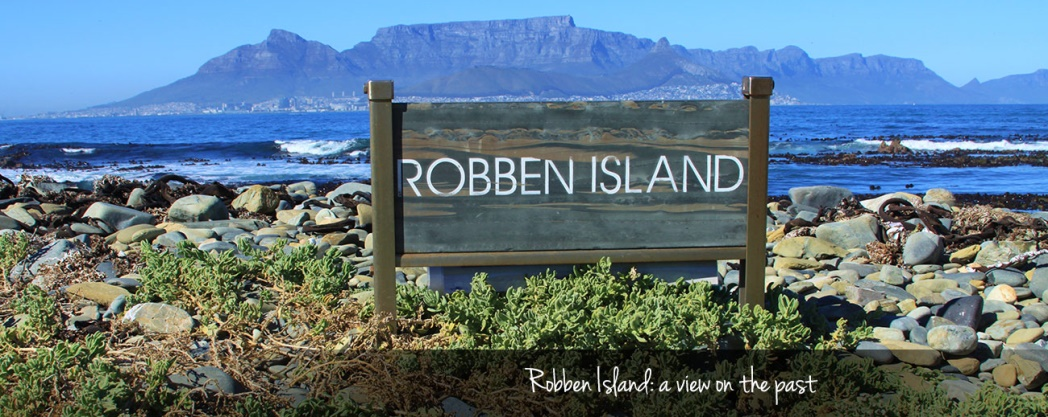 ROBBEN ISLAND
Robben Island: a view on the past